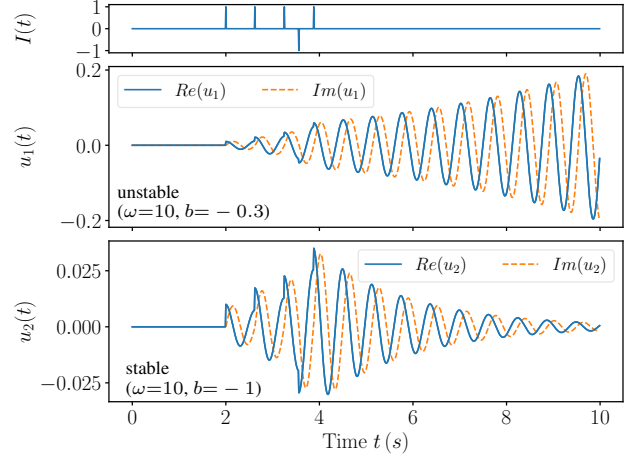 I(t)
1
0
−1
u₁(t)
0.2
0.0
−0.2
Re(u₁) Im(u₁)
unstable
(ω=10, b= − 0.3)
u₂(t)
0.025
0.000
−0.025
Re(u₂) Im(u₂)
stable
(ω=10, b= − 1)
0 2 4 6 8 10
Time t (s)